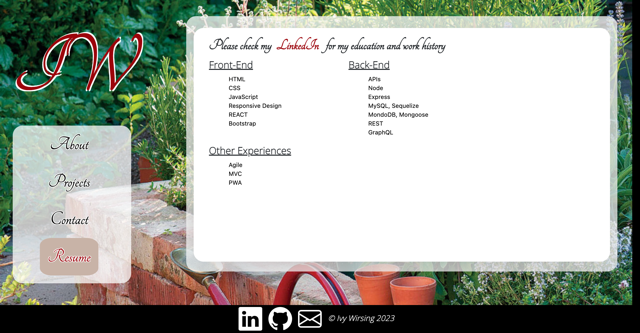 IW
About
Projects
Contact
Resume
Please check my LinkedIn for my education and work history
Front-End
HTML
CSS
JavaScript
Responsive Design
REACT
Bootstrap
Back-End
APIs
Node
Express
MySQL, Sequelize
MondoDB, Mongoose
REST
GraphQL
Other Experiences
Agile
MVC
PWA
in
© Ivy Wirsing 2023